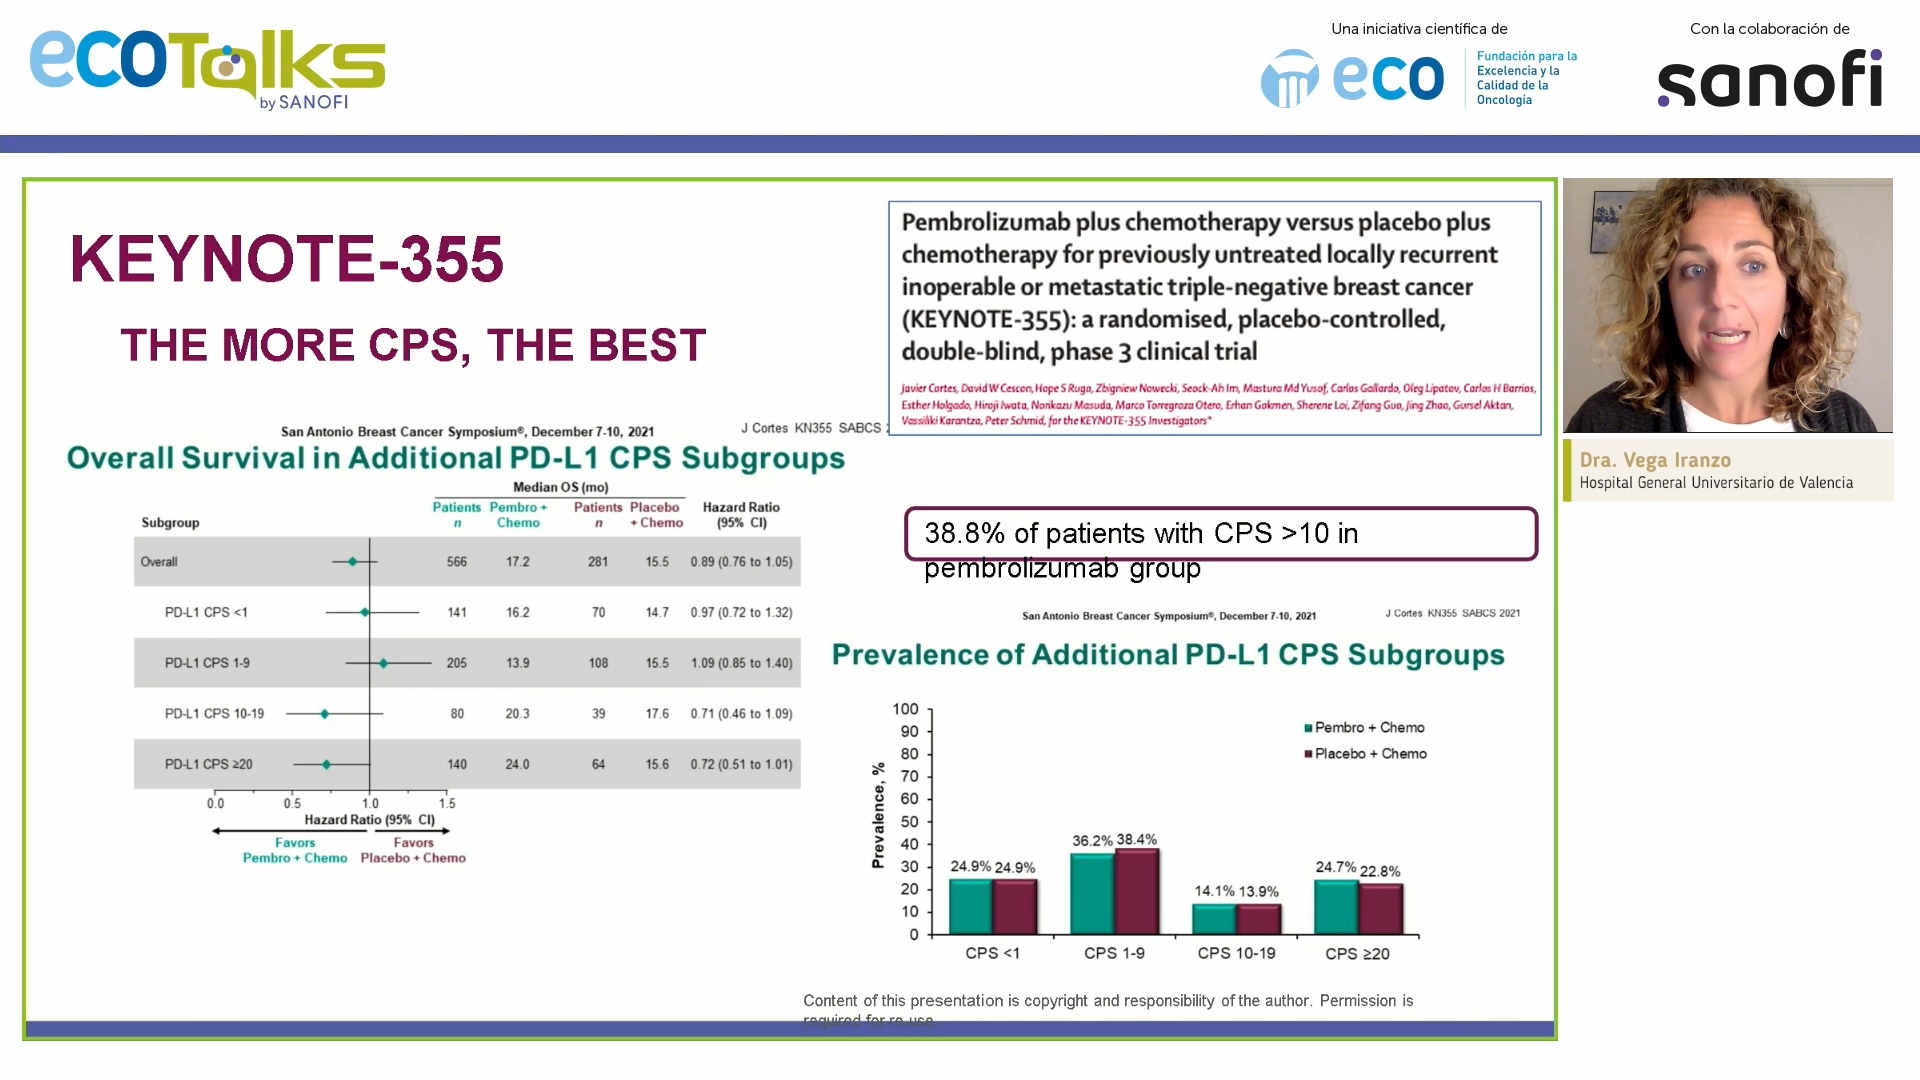 ecoTalks
by SANOFI
Una iniciativa científica de
eco
Fundación para la
Excelencia y la
Calidad de la
Oncología
Con la colaboración de
sanofi
KEYNOTE-355
THE MORE CPS, THE BEST
Pembrolizumab plus chemotherapy versus placebo plus
chemotherapy for previously untreated locally recurrent
inoperable or metastatic triple-negative breast cancer
(KEYNOTE-355): a randomised, placebo-controlled,
double-blind, phase 3 clinical trial
Javier Cortes, David W Cescon, Hope S Rugo, Zbigniew Nowecki, Seock-Ah Im, Mastura Md Yusof, Carlos Gallardo, Oleg Lipatov, Carlos H Barrios,
Esther Holgado, Hiroji Iwata, Norikazu Masuda, Marco Torregroza Otero, Erhan Gokmen, Sherene Loi, Zifang Guo, Jing Zhao, Gursel Aktan,
Vassiliki Karantza, Peter Schmid, for the KEYNOTE-355 Investigators*
Dra. Vega Iranzo
Hospital General Universitario de Valencia
San Antonio Breast Cancer Symposium®, December 7-10, 2021
J Cortes KN355 SABCS
Overall Survival in Additional PD-L1 CPS Subgroups
Median OS (mo)
Subgroup Patients n Pembro + Chemo Patients n Placebo + Chemo Hazard Ratio (95% CI)
Overall 566 17.2 281 15.5 0.89 (0.76 to 1.05)
PD-L1 CPS <1 141 16.2 70 14.7 0.97 (0.72 to 1.32)
PD-L1 CPS 1-9 205 13.9 108 15.5 1.09 (0.85 to 1.40)
PD-L1 CPS 10-19 80 20.3 39 17.6 0.71 (0.46 to 1.09)
PD-L1 CPS ≥20 140 24.0 64 15.6 0.72 (0.51 to 1.01)
0.0 0.5 1.0 1.5
Hazard Ratio (95% CI)
Favors Favors
Pembro + Chemo Placebo + Chemo
38.8% of patients with CPS >10 in
pembrolizumab group
San Antonio Breast Cancer Symposium®, December 7-10, 2021
J Cortes KN355 SABCS 2021
Prevalence of Additional PD-L1 CPS Subgroups
Prevalence, %
100
90
80
70
60
50
40
30
20
10
0
Pembro + Chemo
Placebo + Chemo
24.9% 24.9%
36.2% 38.4%
14.1% 13.9%
24.7% 22.8%
CPS <1 CPS 1-9 CPS 10-19 CPS ≥20
Content of this presentation is copyright and responsibility of the author. Permission is
required for re-use.